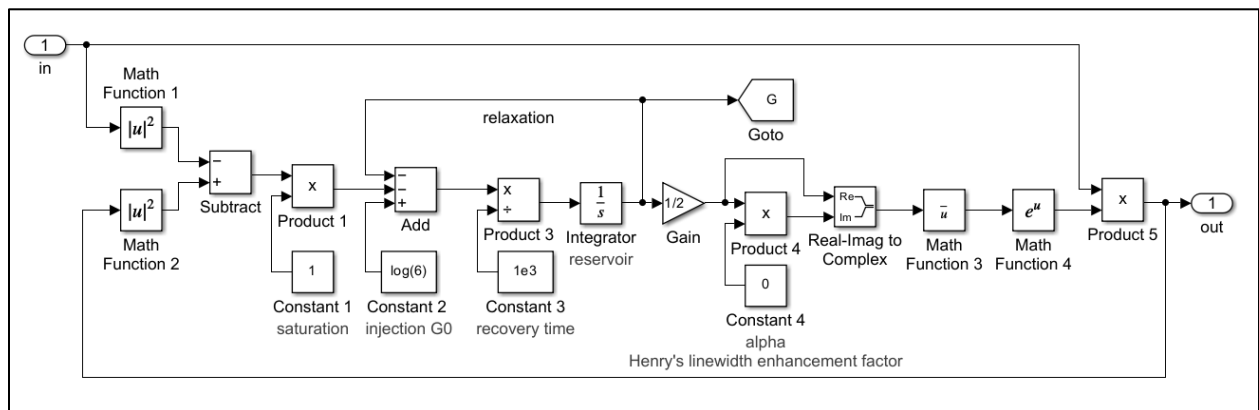 1
in
Math
Function 1
|u|²
−
+
Subtract
|u|²
Math
Function 2
x
Product 1
1
Constant 1
saturation
relaxation
−
−
+
Add
log(6)
Constant 2
injection G0
x
÷
Product 3
1e3
Constant 3
recovery time
1
s
Integrator
reservoir
G
Goto
1/2
Gain
x
Product 4
0
Constant 4
alpha
Henry's linewidth enhancement factor
Re
Im
Real-Imag to
Complex
u̅
Math
Function 3
eᵘ
Math
Function 4
x
Product 5
1
out